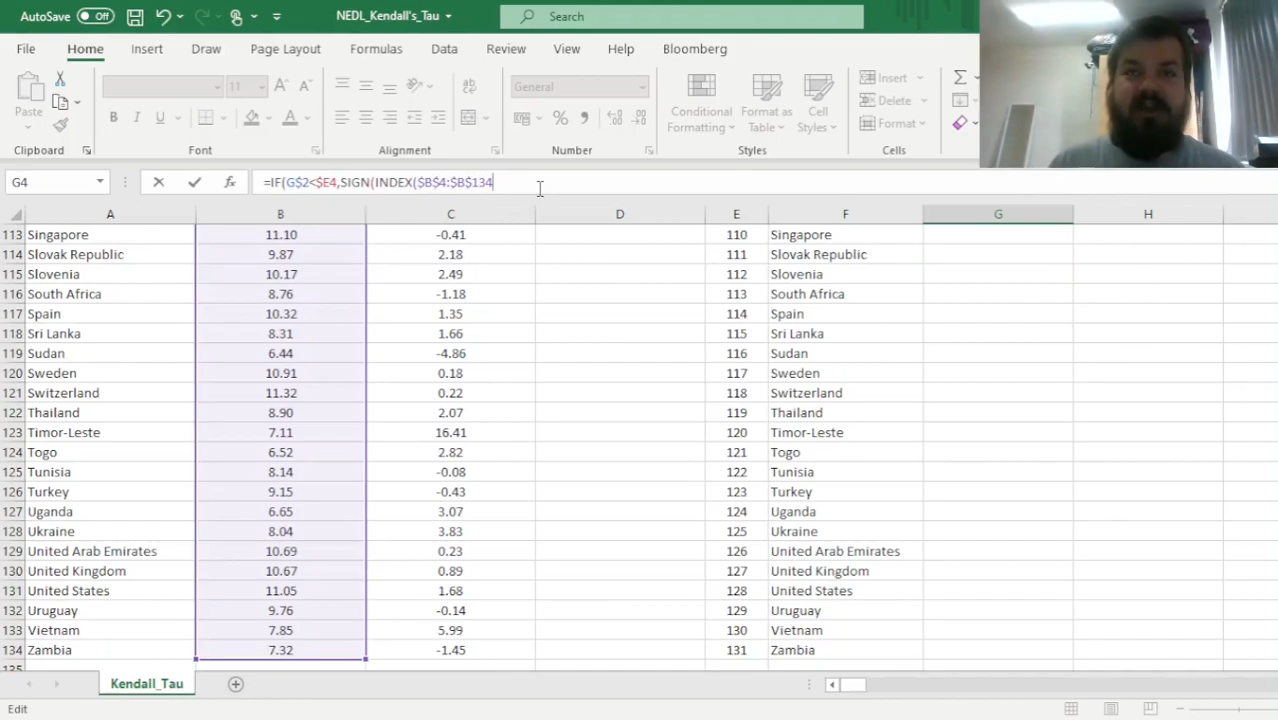 AutoSave Off NEDL_Kendall's_Tau Search
File Home Insert Draw Page Layout Formulas Data Review View Help Bloomberg
Paste
Clipboard
11
B I U
Font
Alignment
General
Number
Conditional Formatting
Format as Table
Cell Styles
Styles
Insert
Delete
Format
Cells
G4 =IF(G$2<$E4,SIGN(INDEX($B$4:$B$134
A B C D E F G H
113 Singapore 11.10 -0.41 110 Singapore
114 Slovak Republic 9.87 2.18 111 Slovak Republic
115 Slovenia 10.17 2.49 112 Slovenia
116 South Africa 8.76 -1.18 113 South Africa
117 Spain 10.32 1.35 114 Spain
118 Sri Lanka 8.31 1.66 115 Sri Lanka
119 Sudan 6.44 -4.86 116 Sudan
120 Sweden 10.91 0.18 117 Sweden
121 Switzerland 11.32 0.22 118 Switzerland
122 Thailand 8.90 2.07 119 Thailand
123 Timor-Leste 7.11 16.41 120 Timor-Leste
124 Togo 6.52 2.82 121 Togo
125 Tunisia 8.14 -0.08 122 Tunisia
126 Turkey 9.15 -0.43 123 Turkey
127 Uganda 6.65 3.07 124 Uganda
128 Ukraine 8.04 3.83 125 Ukraine
129 United Arab Emirates 10.69 0.23 126 United Arab Emirates
130 United Kingdom 10.67 0.89 127 United Kingdom
131 United States 11.05 1.68 128 United States
132 Uruguay 9.76 -0.14 129 Uruguay
133 Vietnam 7.85 5.99 130 Vietnam
134 Zambia 7.32 -1.45 131 Zambia
Kendall_Tau
Edit